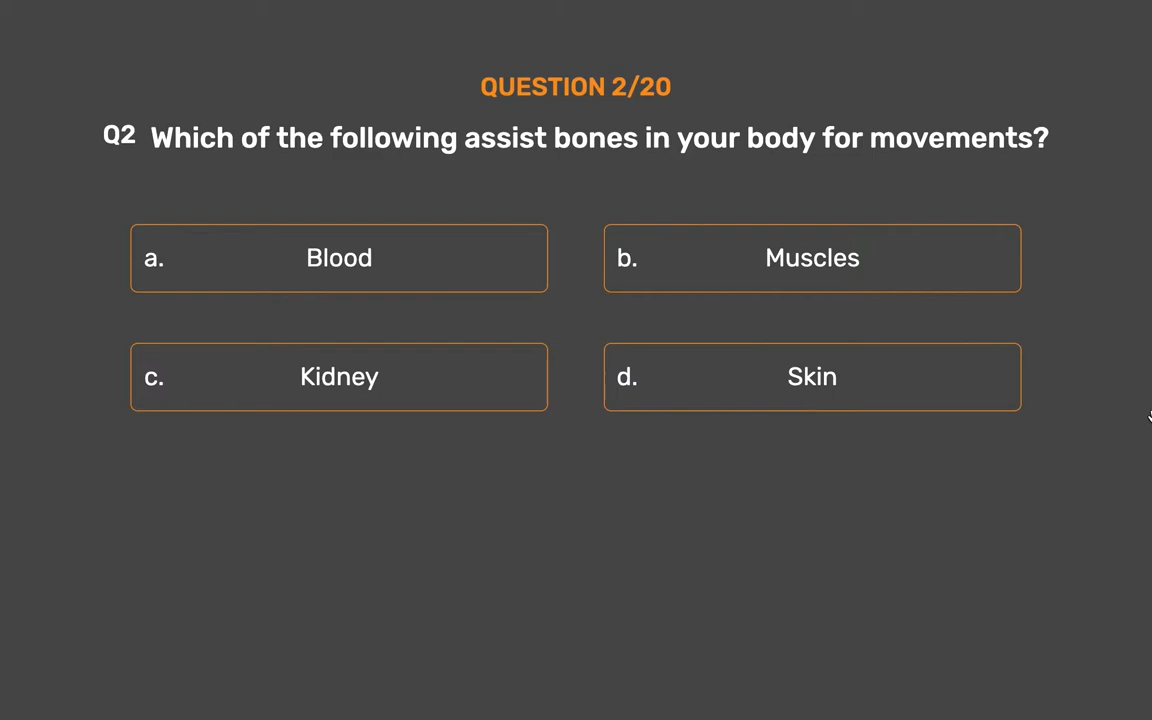 QUESTION 2/20
Q2 Which of the following assist bones in your body for movements?
a. Blood
b. Muscles
c. Kidney
d. Skin